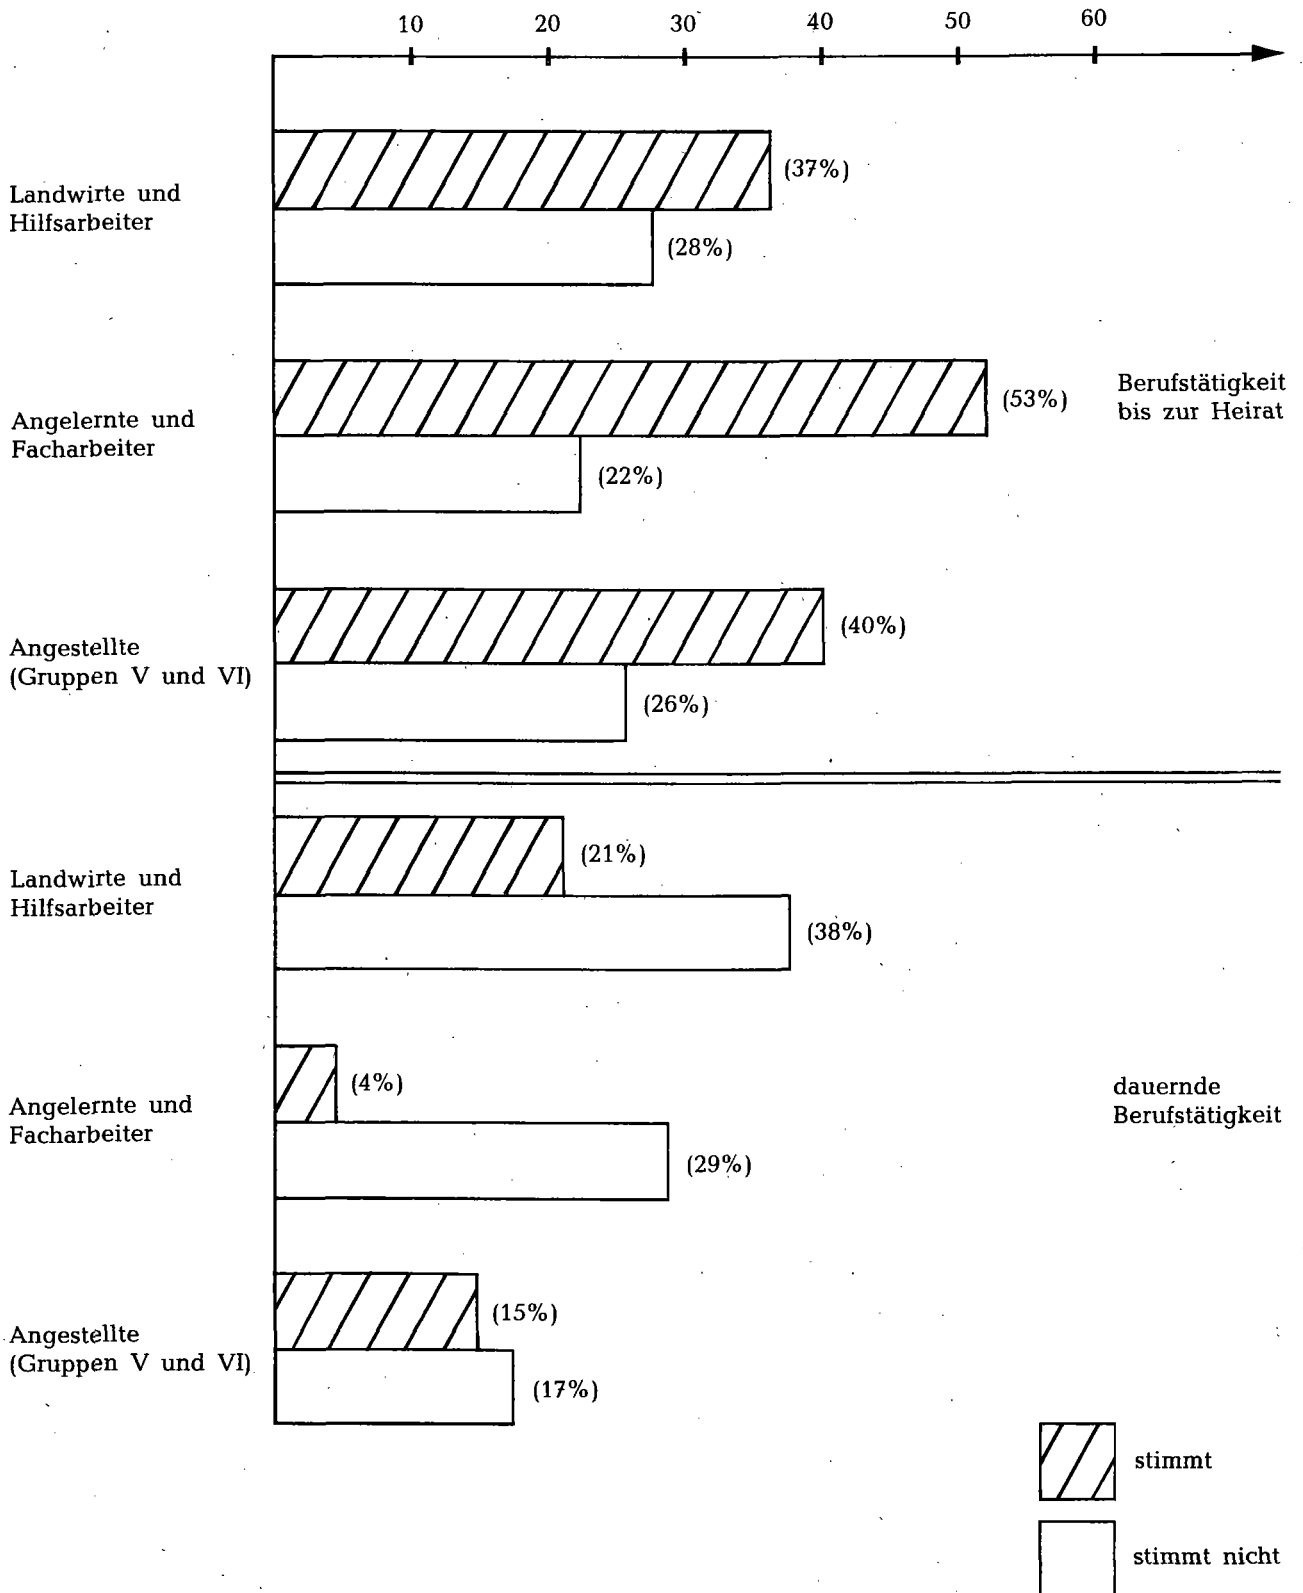 10 20 30 40 50 60
(37%)
Landwirte und
Hilfsarbeiter
(28%)
Angelernte und
Facharbeiter
(53%)
Berufstätigkeit
bis zur Heirat
(22%)
Angestellte
(Gruppen V und VI)
(40%)
(26%)
Landwirte und
Hilfsarbeiter
(21%)
(38%)
Angelernte und
Facharbeiter
(4%)
dauernde
Berufstätigkeit
(29%)
Angestellte
(Gruppen V und VI)
(15%)
(17%)
stimmt
stimmt nicht